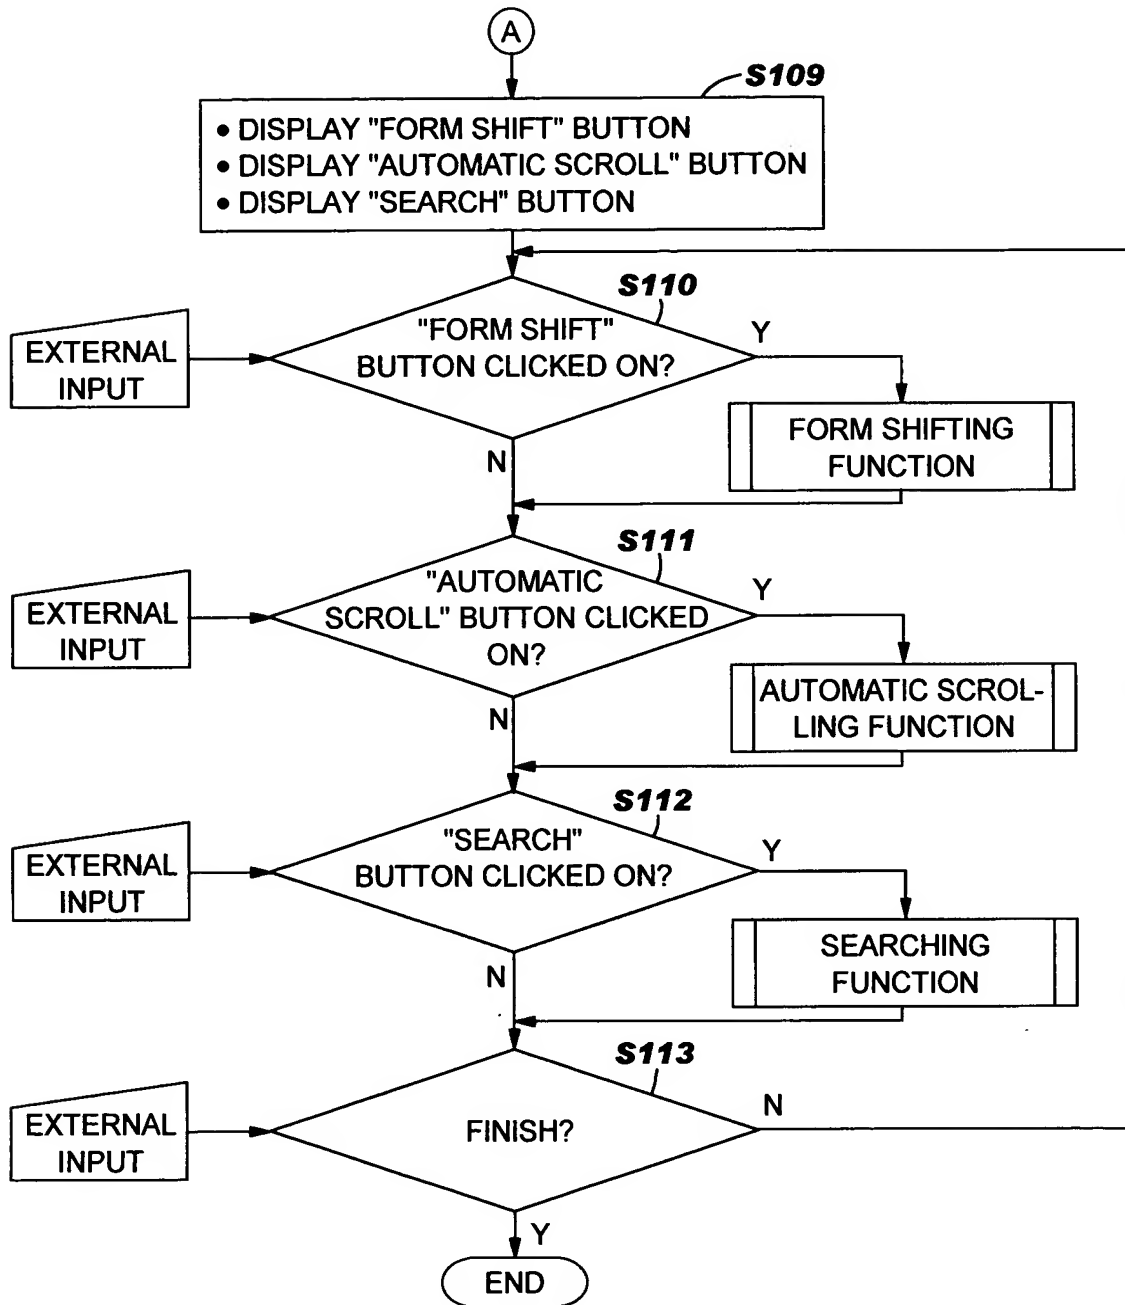 A
S109
• DISPLAY "FORM SHIFT" BUTTON
• DISPLAY "AUTOMATIC SCROLL" BUTTON
• DISPLAY "SEARCH" BUTTON
S110
"FORM SHIFT"
BUTTON CLICKED ON?
Y
EXTERNAL
INPUT
FORM SHIFTING
FUNCTION
N
S111
"AUTOMATIC
SCROLL" BUTTON CLICKED
ON?
Y
EXTERNAL
INPUT
AUTOMATIC SCROL-
LING FUNCTION
N
S112
"SEARCH"
BUTTON CLICKED ON?
Y
EXTERNAL
INPUT
SEARCHING
FUNCTION
N
S113
FINISH?
N
EXTERNAL
INPUT
Y
END